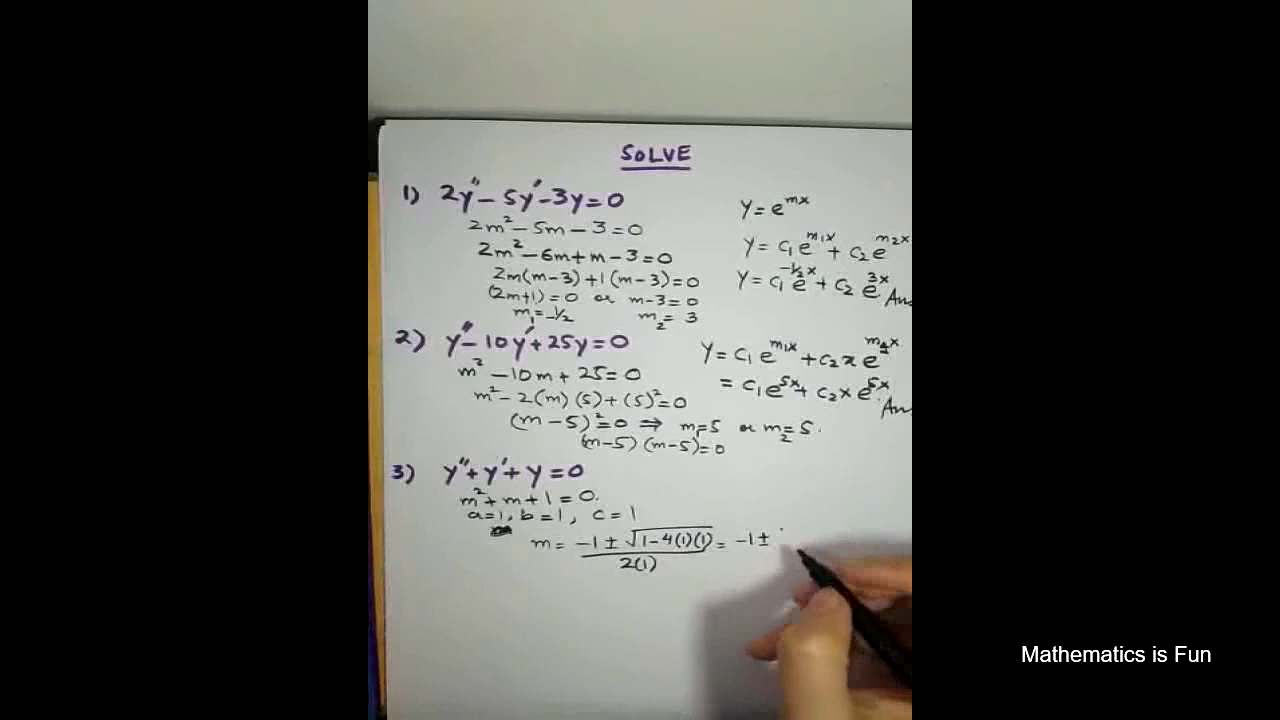 SOLVE
1) 2y" - 5y' - 3y = 0
2m² - 5m - 3 = 0
2m² - 6m + m - 3 = 0
2m(m-3) + 1(m-3) = 0
(2m+1) = 0 or m-3 = 0
m₁ = -1/2 m₂ = 3
y = e^mx
y = c₁e^m₁x + c₂e^m₂x
y = c₁e^-1/2x + c₂e^3x Ans
2) y" - 10y' + 25y = 0
m² - 10m + 25 = 0
m² - 2(m)(5) + (5)² = 0
(m-5)² = 0 ⇒ m₁=5 or m₂=5.
(m-5)(m-5) = 0
y = c₁e^m₁x + c₂xe^m₁x
= c₁e^5x + c₂xe^5x. Ans
3) y" + y' + y = 0
m² + m + 1 = 0.
a=1, b=1, c=1
m = -1 ± √1-4(1)(1) / 2(1) = -1 ±
Mathematics is Fun